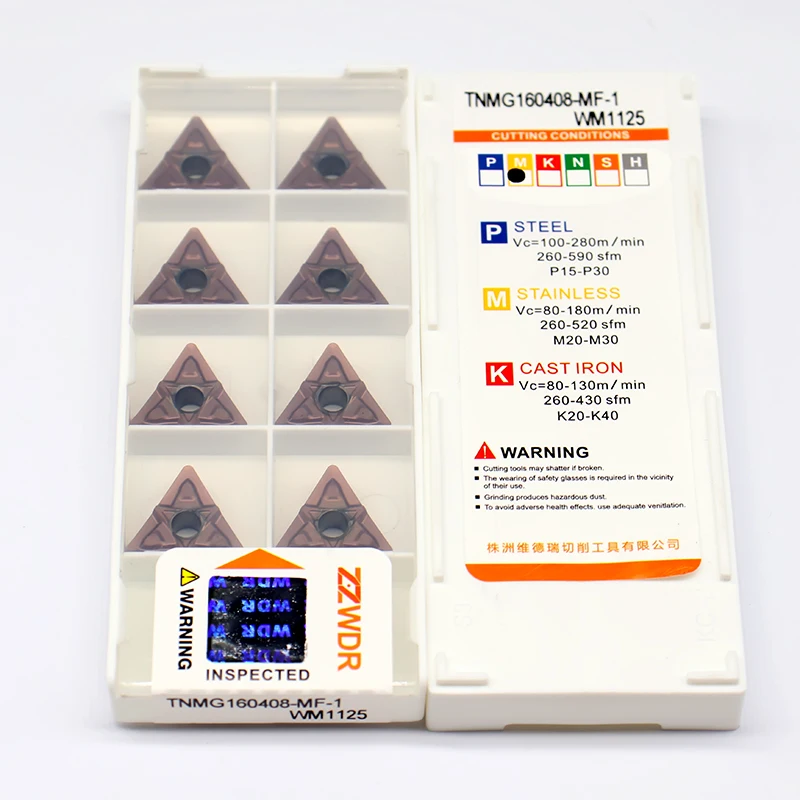 TNMG160408-MF-1
WM1125
CUTTING CONDITIONS
P M K N S H
P STEEL
Vc=100-280m/min
260-590 sfm
P15-P30
M STAINLESS
Vc=80-180m/min
260-520 sfm
M20-M30
K CAST IRON
Vc=80-130m/min
260-430 sfm
K20-K40
WARNING
Cutting tools may shatter if broken.
The wearing of safety glasses is required in the vicinity
of their use.
Grinding produces hazardous dust.
To avoid adverse health effects. use adequate ventilation.
株洲维德瑞切削工具有限公司
WARNING
WDR
WDR
WDR
WDR
INSPECTED
ZZWDR
TNMG160408-MF-1
WM1125